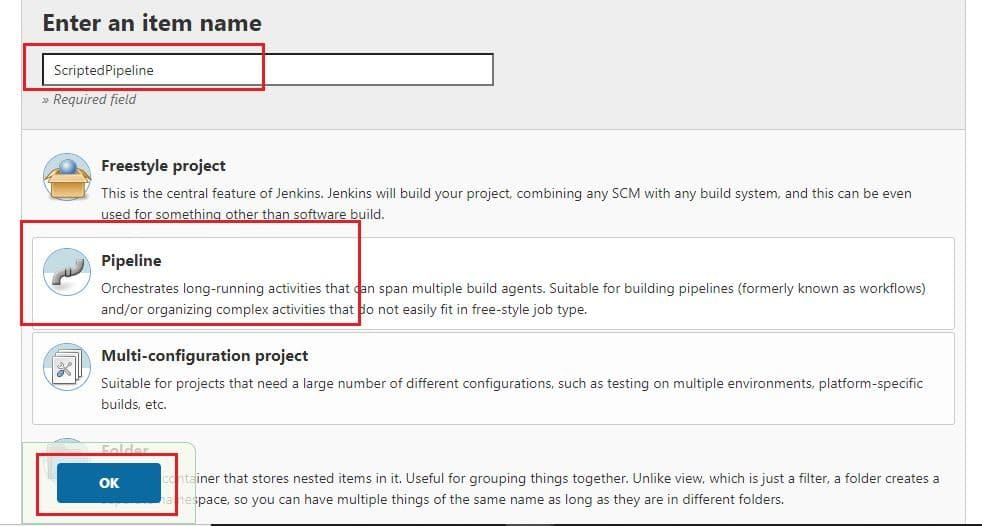 Enter an item name
ScriptedPipeline
» Required field
Freestyle project
This is the central feature of Jenkins. Jenkins will build your project, combining any SCM with any build system, and this can be even
used for something other than software build.
Pipeline
Orchestrates long-running activities that can span multiple build agents. Suitable for building pipelines (formerly known as workflows)
and/or organizing complex activities that do not easily fit in free-style job type.
Multi-configuration project
Suitable for projects that need a large number of different configurations, such as testing on multiple environments, platform-specific
builds, etc.
Folder
container that stores nested items in it. Useful for grouping things together. Unlike view, which is just a filter, a folder creates a
OK
namespace, so you can have multiple things of the same name as long as they are in different folders.